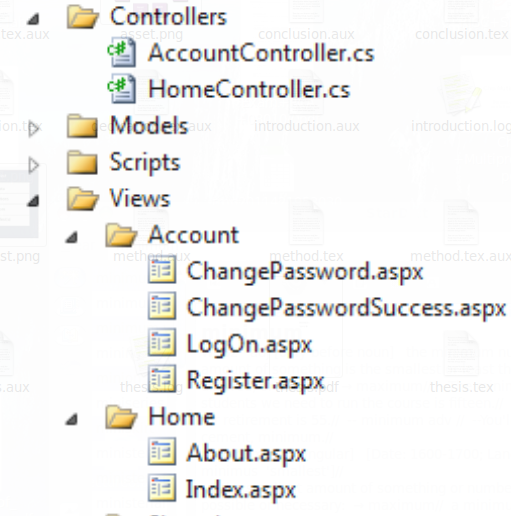 Controllers
tex.aux asset.png conclusion.aux conclusion.tex
AccountController.cs
HomeController.cs
Models
introduction.aux introduction.log
Scripts
Views
Account
st.png method.aux method.tex method.tex.aux
ChangePassword.aspx
ChangePasswordSuccess.aspx
LogOn.aspx
Register.aspx
s.aux thesis.tex
Home
About.aspx
Index.aspx